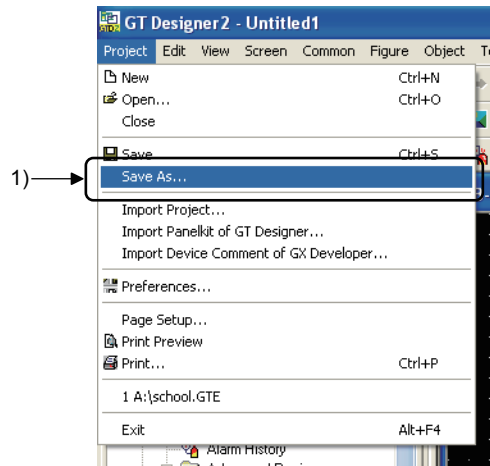 GT Designer2 - Untitled1
Project Edit View Screen Common Figure Object
New Ctrl+N
Open... Ctrl+O
Close
Save Ctrl+S
1) Save As...
Import Project...
Import Panelkit of GT Designer...
Import Device Comment of GX Developer...
Preferences...
Page Setup...
Print Preview
Print... Ctrl+P
1 A:\school.GTE
Exit Alt+F4
Alarm History